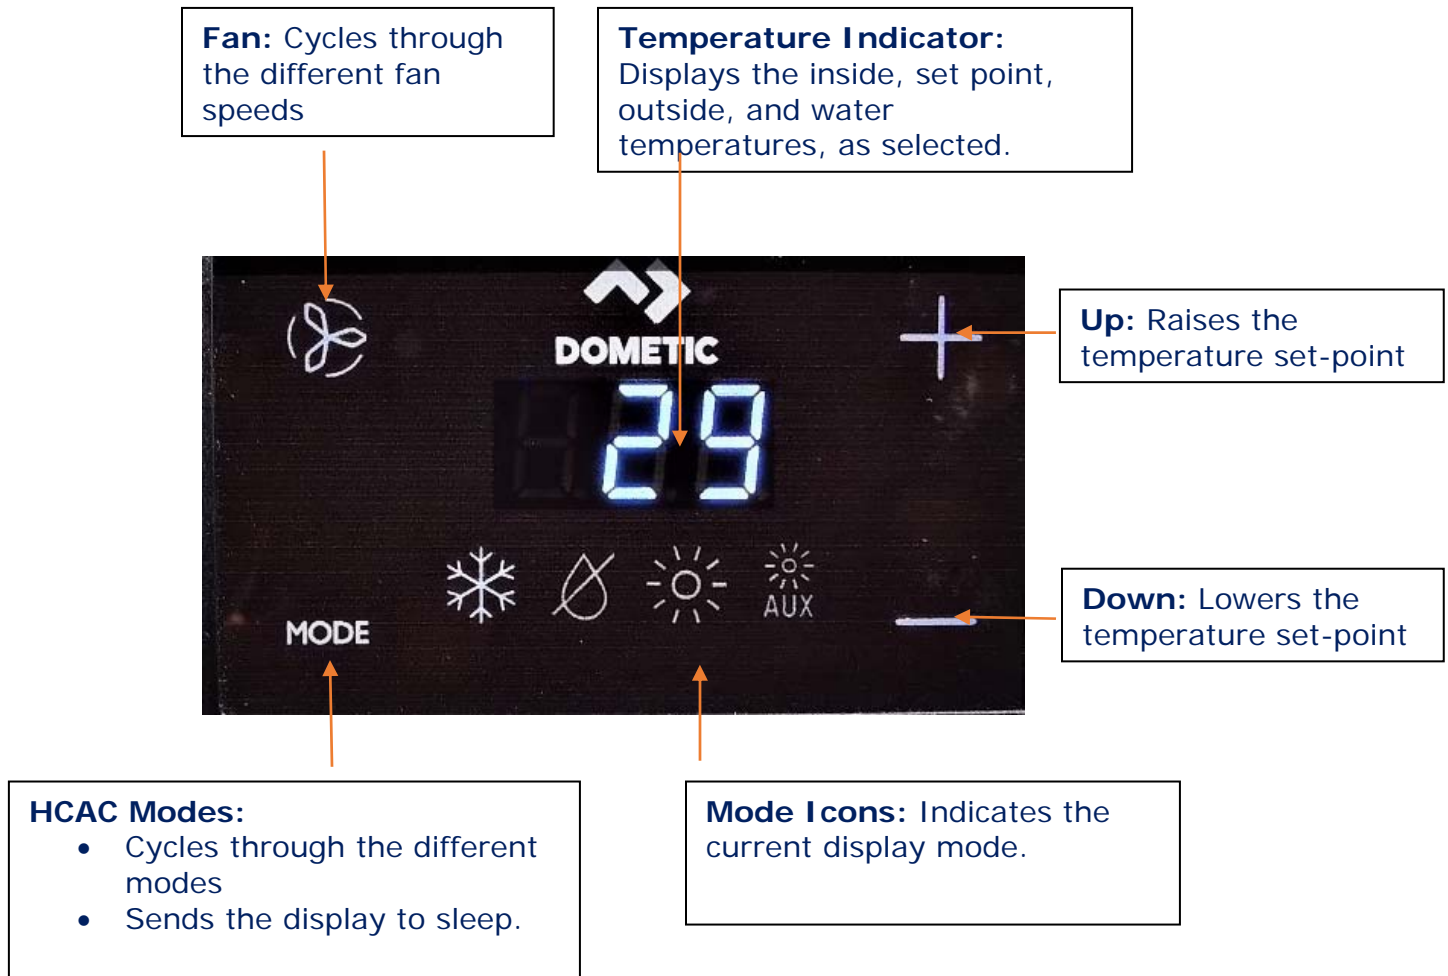 Fan: Cycles through
the different fan
speeds
Temperature Indicator:
Displays the inside, set point,
outside, and water
temperatures, as selected.
DOMETIC
29
Up: Raises the
temperature set-point
AUX
MODE
Down: Lowers the
temperature set-point
HCAC Modes:
• Cycles through the different
modes
• Sends the display to sleep.
Mode Icons: Indicates the
current display mode.